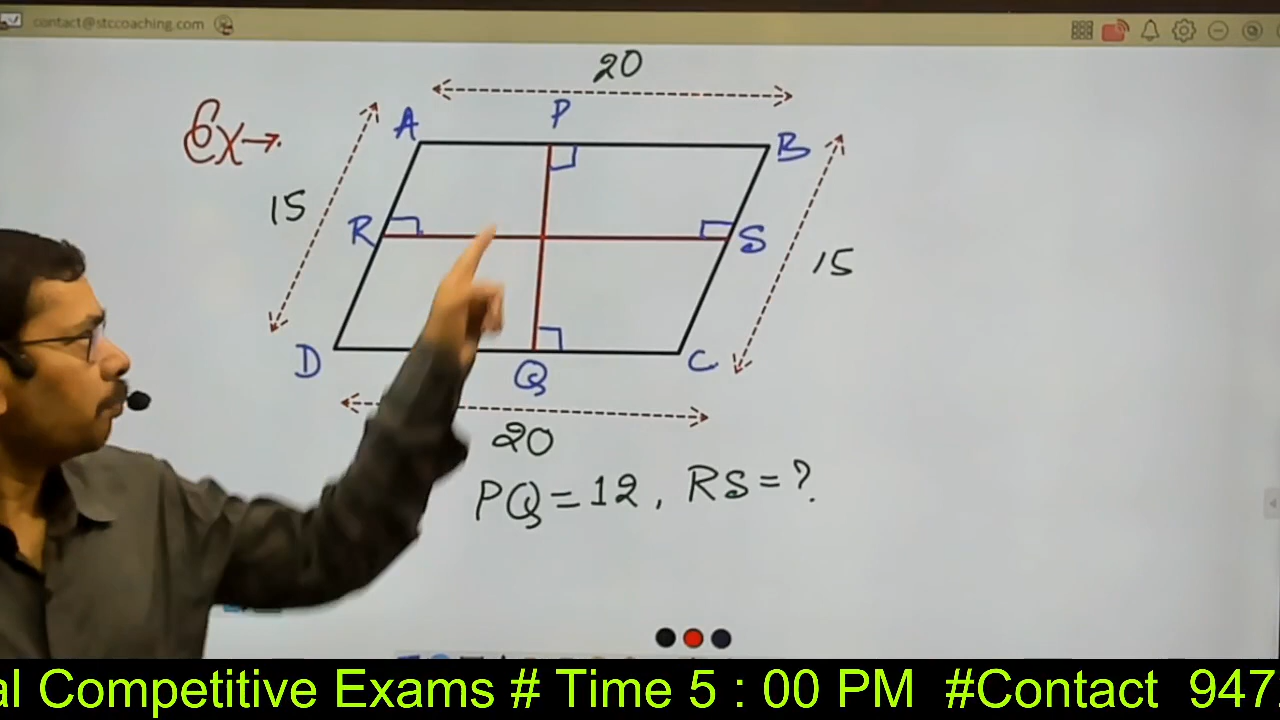 contact@stccoaching.com
20
Ex→
A
P
B
15
R
S
15
D
Q
C
20
PQ=12, RS=?
al Competitive Exams # Time 5 : 00 PM #Contact 947